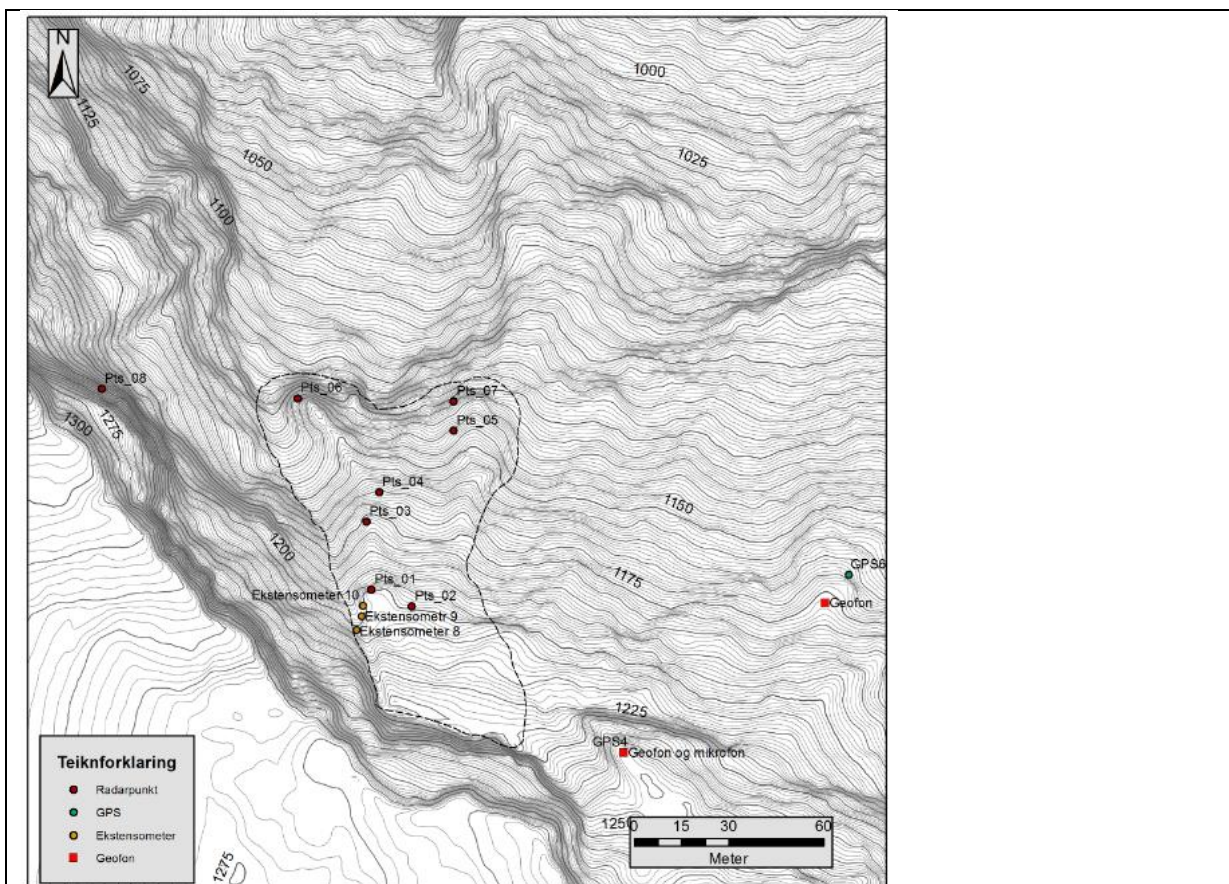 N
1000
1075
1125
1050
1025
1100
Pts_08
Pts_06
Pts_07
1300
1275
Pts_05
Pts_04
1150
Pts_03
1200
1175
GPS6
Pts_01
Ekstensometer 10
Pts_02
Geofon
Ekstensometr 9
Ekstensometer 8
1225
GPS4
Geofon og mikrofon
Teiknforklaring
Radarpunkt
GPS
Ekstensometer
Geofon
1250
0 15 30 60
Meter
1275